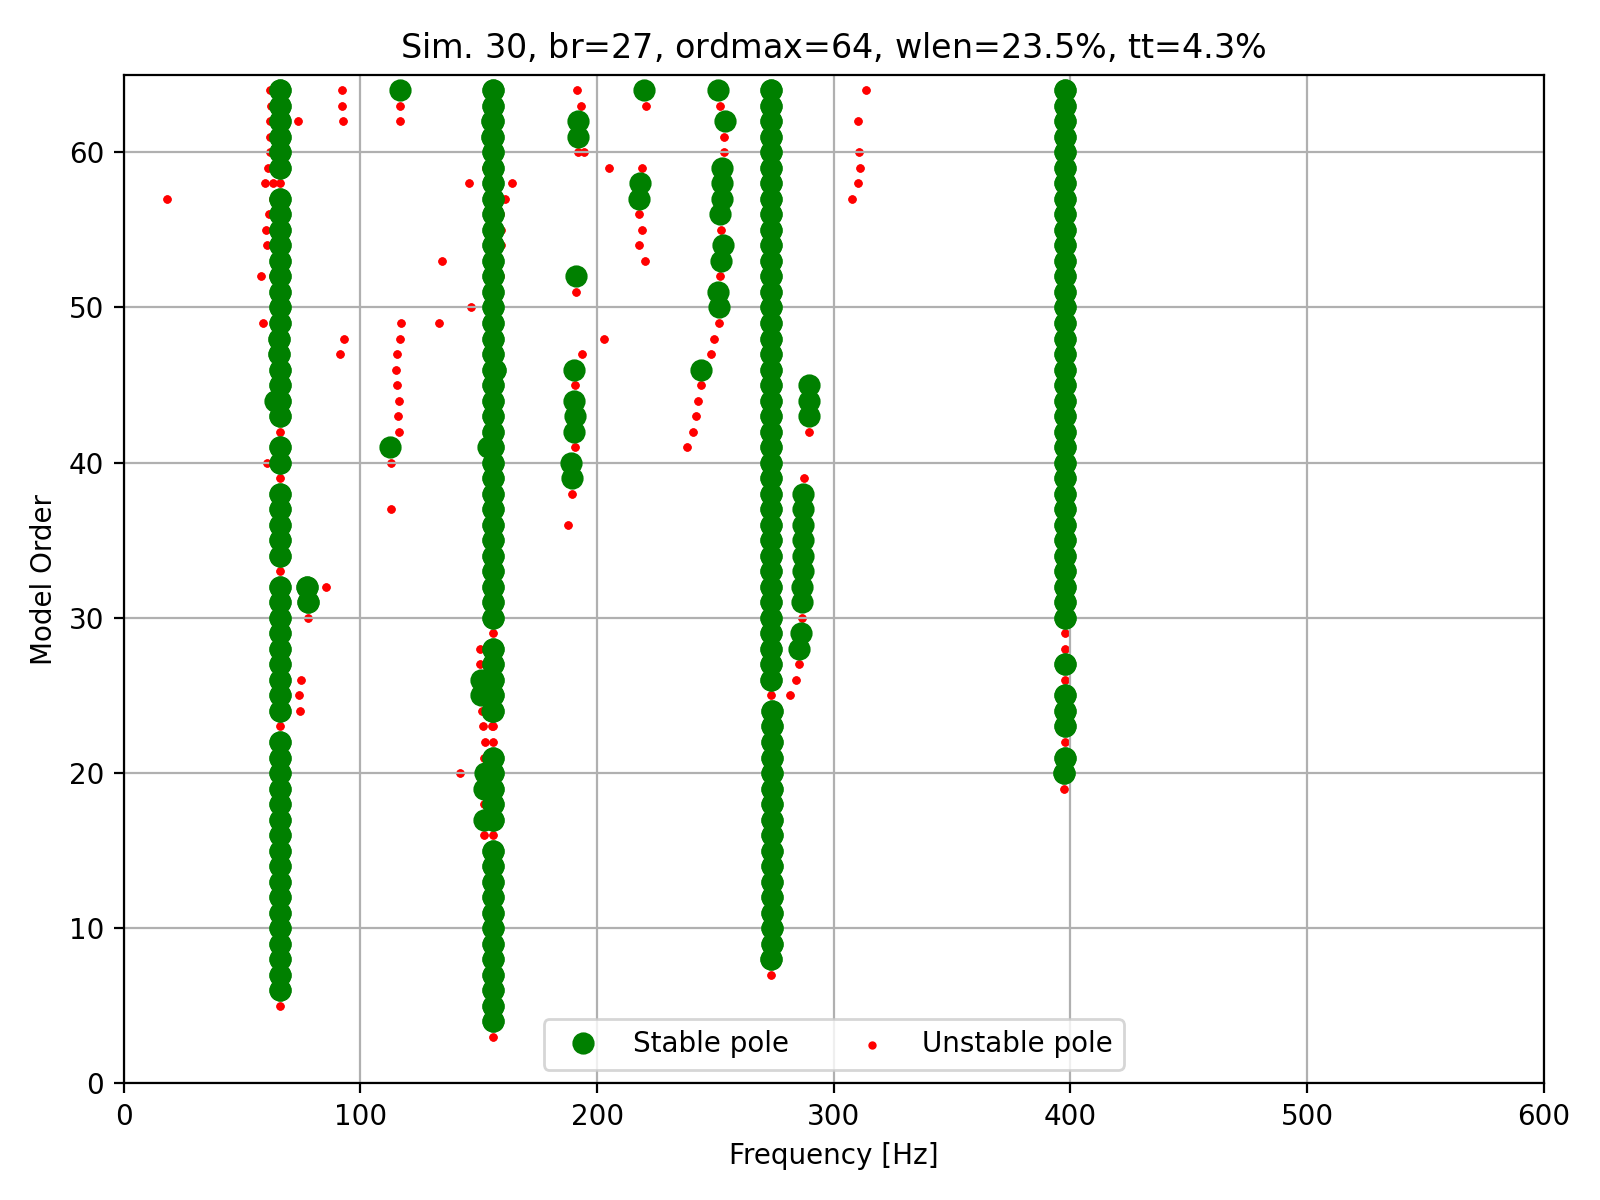 Sim. 30, br=27, ordmax=64, wlen=23.5%, tt=4.3%
60
50
40
30
20
10
0
Model Order
Stable pole
Unstable pole
0
100
200
300
400
500
600
Frequency [Hz]